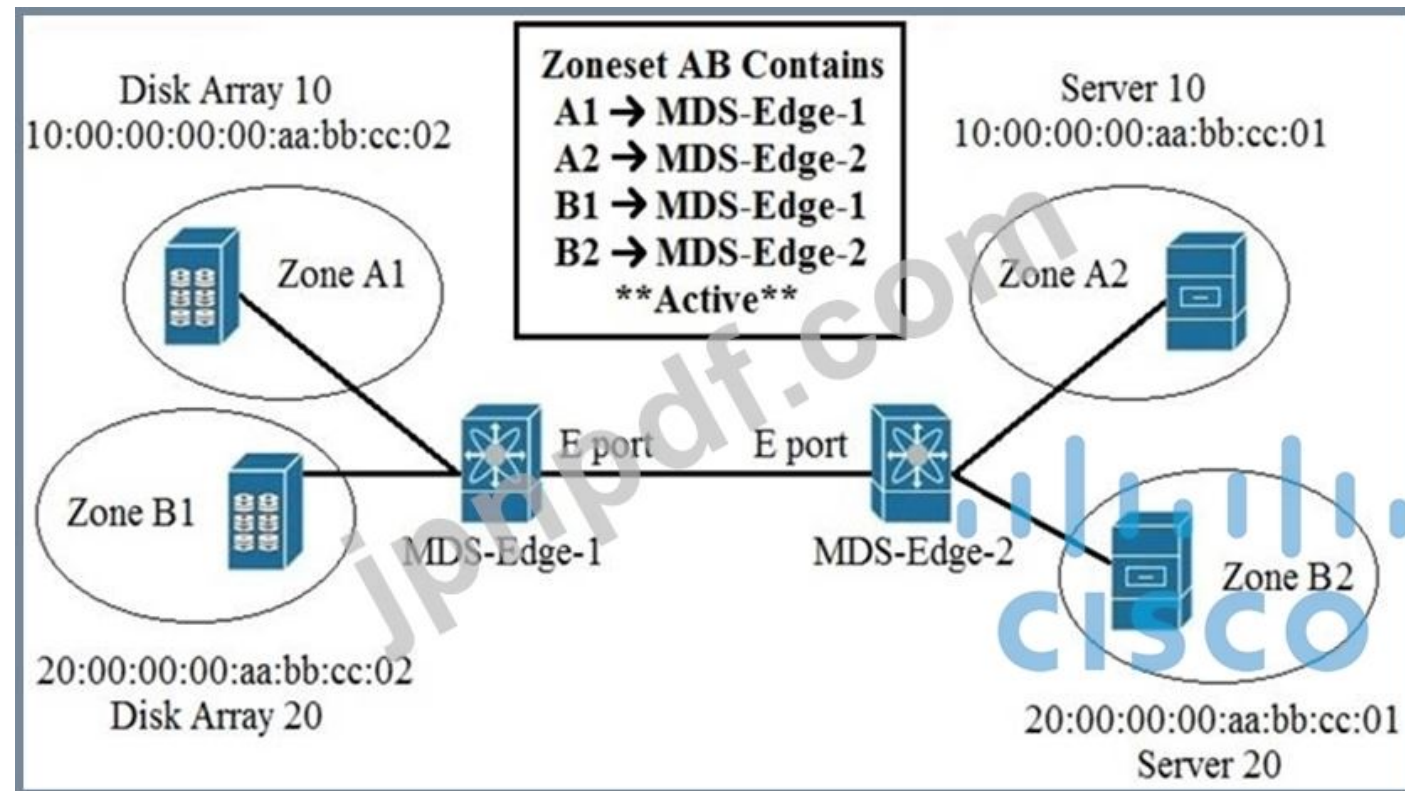 Disk Array 10
10:00:00:00:00:aa:bb:cc:02
Zoneset AB Contains
A1 → MDS-Edge-1
A2 → MDS-Edge-2
B1 → MDS-Edge-1
B2 → MDS-Edge-2
**Active**
Server 10
10:00:00:00:aa:bb:cc:01
Zone A1
Zone A2
E port
E port
Zone B1
MDS-Edge-1
MDS-Edge-2
Zone B2
20:00:00:00:aa:bb:cc:02
Disk Array 20
20:00:00:00:aa:bb:cc:01
Server 20
jpnpdf.com
CISCO